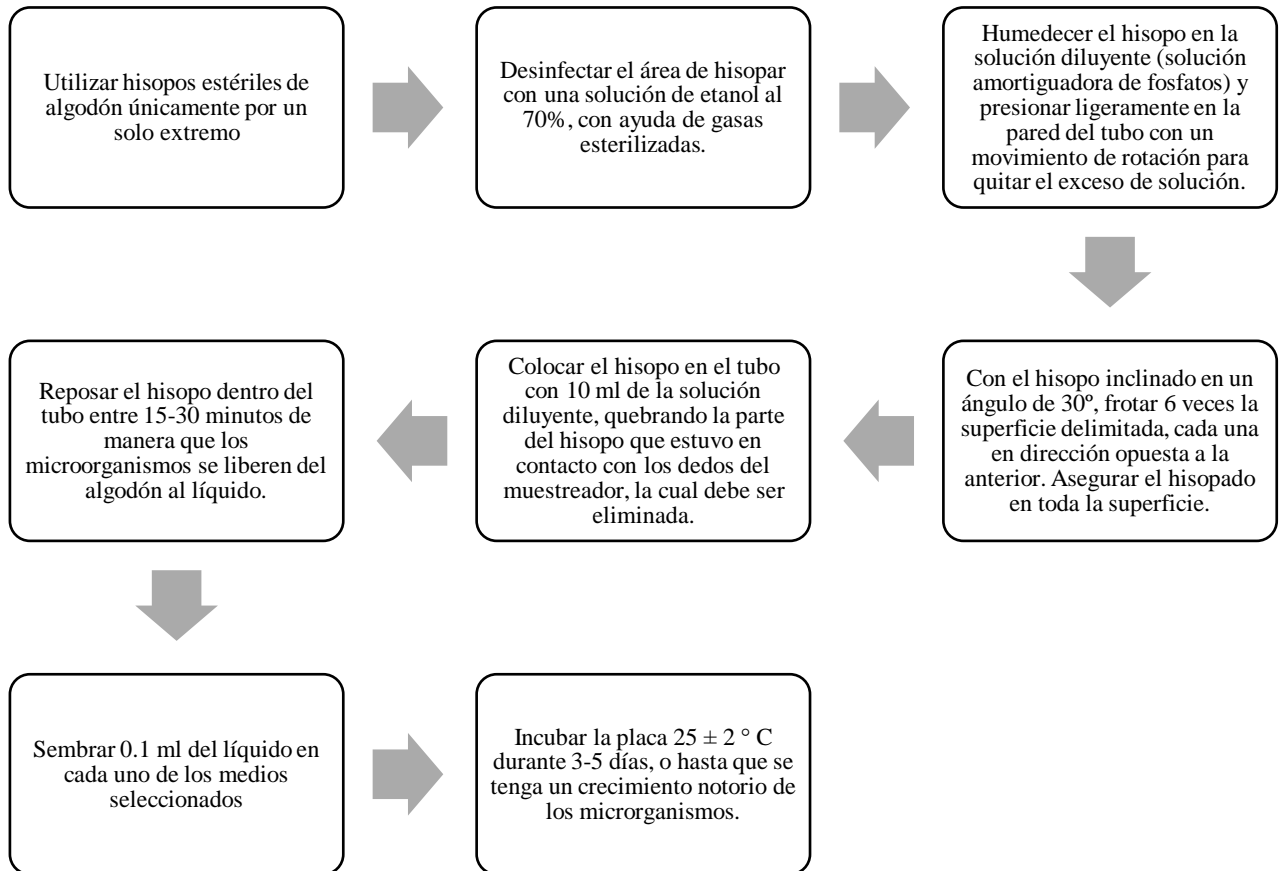 Utilizar hisopos estériles de
algodón únicamente por un
solo extremo
Desinfectar el área de hisopar
con una solución de etanol al
70%, con ayuda de gasas
esterilizadas.
Humedecer el hisopo en la
solución diluyente (solución
amortiguadora de fosfatos) y
presionar ligeramente en la
pared del tubo con un
movimiento de rotación para
quitar el exceso de solución.
Con el hisopo inclinado en un
ángulo de 30º, frotar 6 veces la
superficie delimitada, cada una
en dirección opuesta a la
anterior. Asegurar el hisopado
en toda la superficie.
Colocar el hisopo en el tubo
con 10 ml de la solución
diluyente, quebrando la parte
del hisopo que estuvo en
contacto con los dedos del
muestreador, la cual debe ser
eliminada.
Reposar el hisopo dentro del
tubo entre 15-30 minutos de
manera que los
microorganismos se liberen del
algodón al líquido.
Sembrar 0.1 ml del líquido en
cada uno de los medios
seleccionados
Incubar la placa 25 ± 2 ° C
durante 3-5 días, o hasta que se
tenga un crecimiento notorio de
los microrganismos.